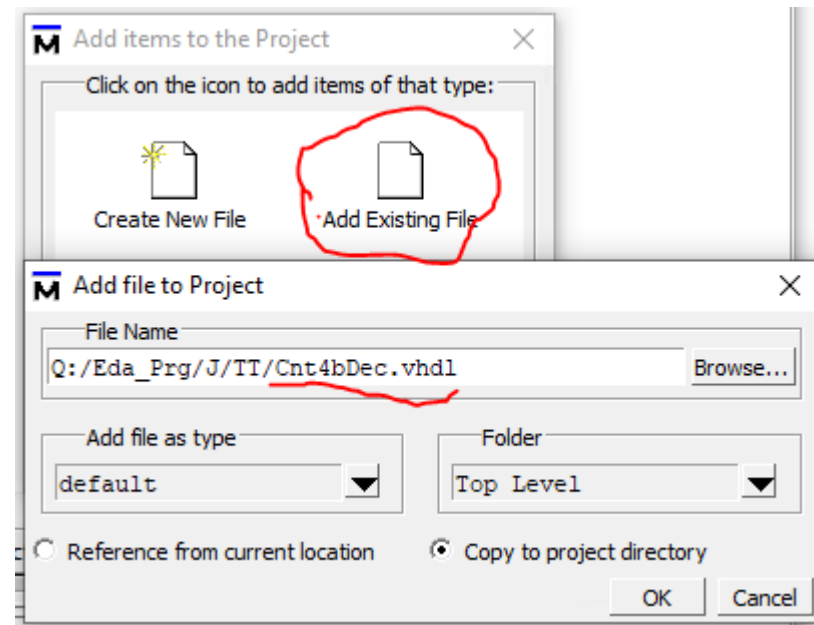 Add items to the Project
Click on the icon to add items of that type:
Create New File
Add Existing File
Add file to Project
File Name
Q:/Eda_Prg/J/TT/Cnt4bDec.vhdl
Browse...
Add file as type
Folder
default
Top Level
Reference from current location
Copy to project directory
OK
Cancel